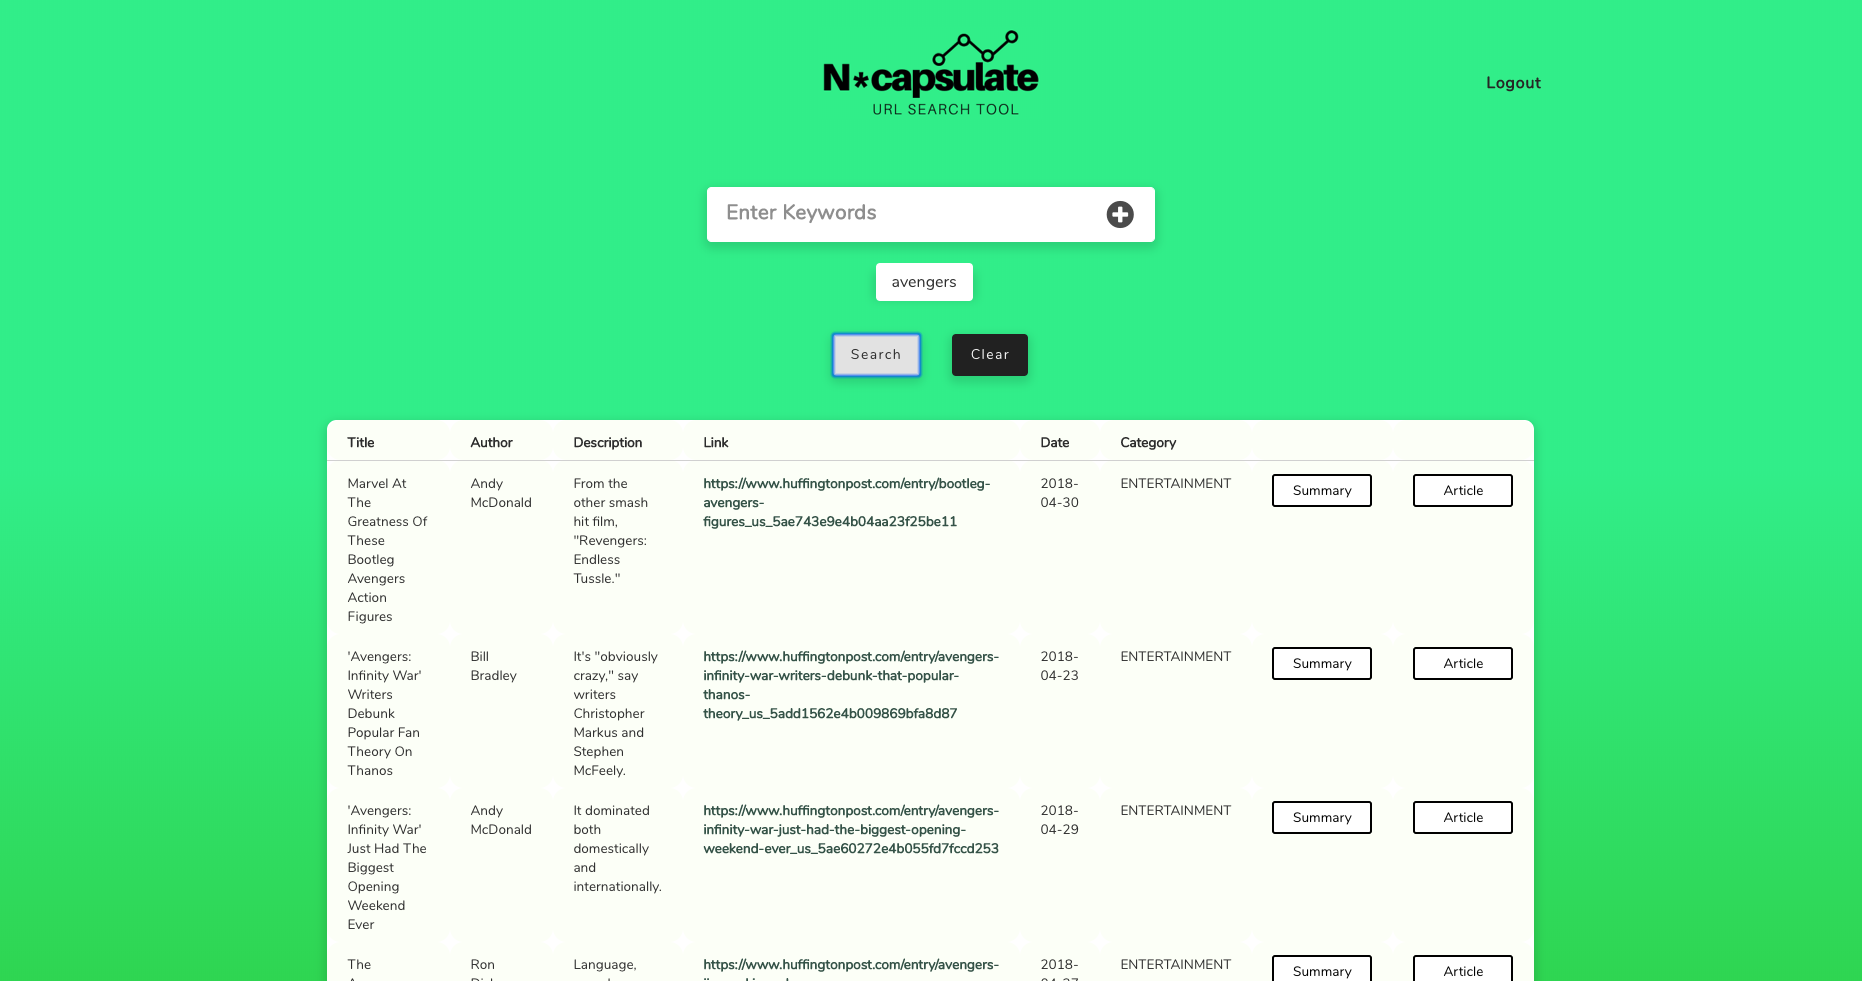 N*capsulate
URL SEARCH TOOL
Logout
Enter Keywords
avengers
Search
Clear
Title Author Description Link Date Category
Marvel At
The
Greatness Of
These
Bootleg
Avengers
Action
Figures
Andy
McDonald
From the
other smash
hit film,
"Revengers:
Endless
Tussle."
https://www.huffingtonpost.com/entry/bootleg-
avengers-
figures_us_5ae743e9e4b04aa23f25be11
2018-
04-30
ENTERTAINMENT
Summary
Article
'Avengers:
Infinity War'
Writers
Debunk
Popular Fan
Theory On
Thanos
Bill
Bradley
It's "obviously
crazy," say
writers
Christopher
Markus and
Stephen
McFeely.
https://www.huffingtonpost.com/entry/avengers-
infinity-war-writers-debunk-that-popular-
thanos-
theory_us_5add1562e4b009869bfa8d87
2018-
04-23
ENTERTAINMENT
Summary
Article
'Avengers:
Infinity War'
Just Had The
Biggest
Opening
Weekend
Ever
Andy
McDonald
It dominated
both
domestically
and
internationally.
https://www.huffingtonpost.com/entry/avengers-
infinity-war-just-had-the-biggest-opening-
weekend-ever_us_5ae60272e4b055fd7fccd253
2018-
04-29
ENTERTAINMENT
Summary
Article
The
Ron
Language,
https://www.huffingtonpost.com/entry/avengers-
2018-
ENTERTAINMENT
Summary
Article